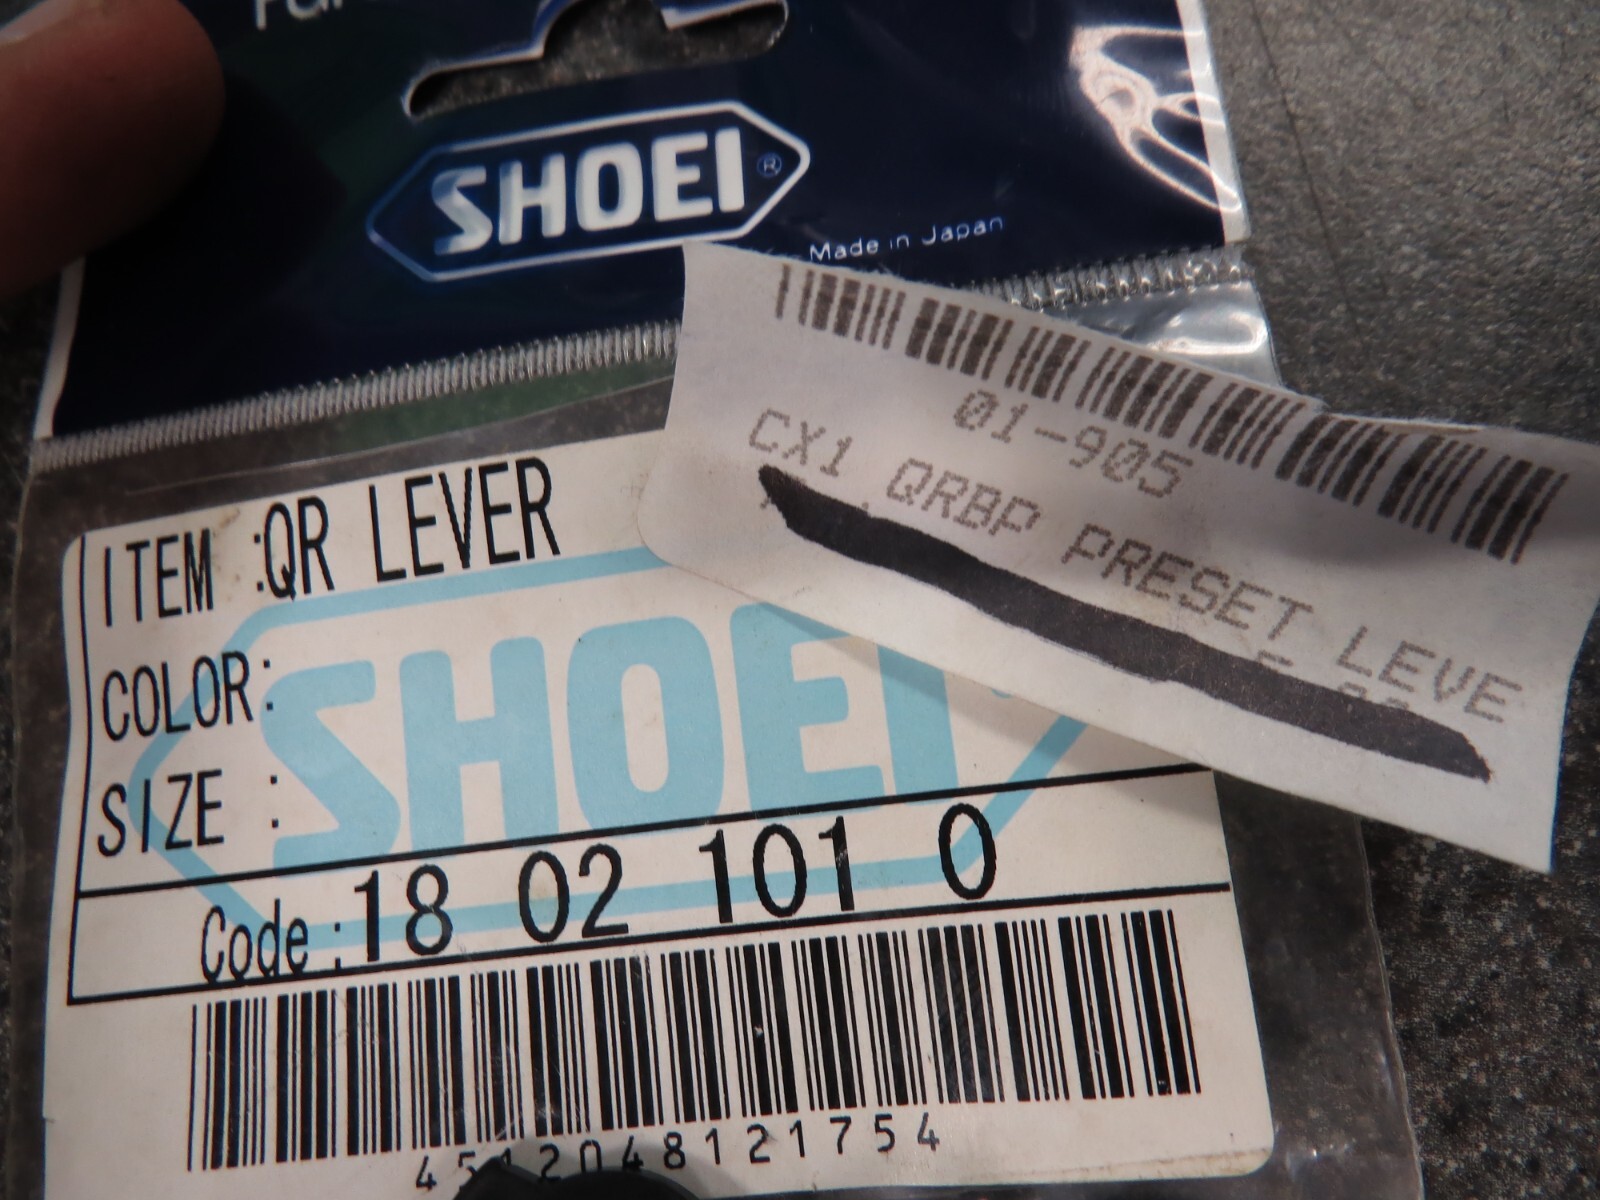 SHOEI®
Made in Japan
01-905
CX1 QRBP PRESET LEVE
ITEM :QR LEVER
COLOR:
SIZE :
SHOEI
Code:18 02 101 0
4512048121754